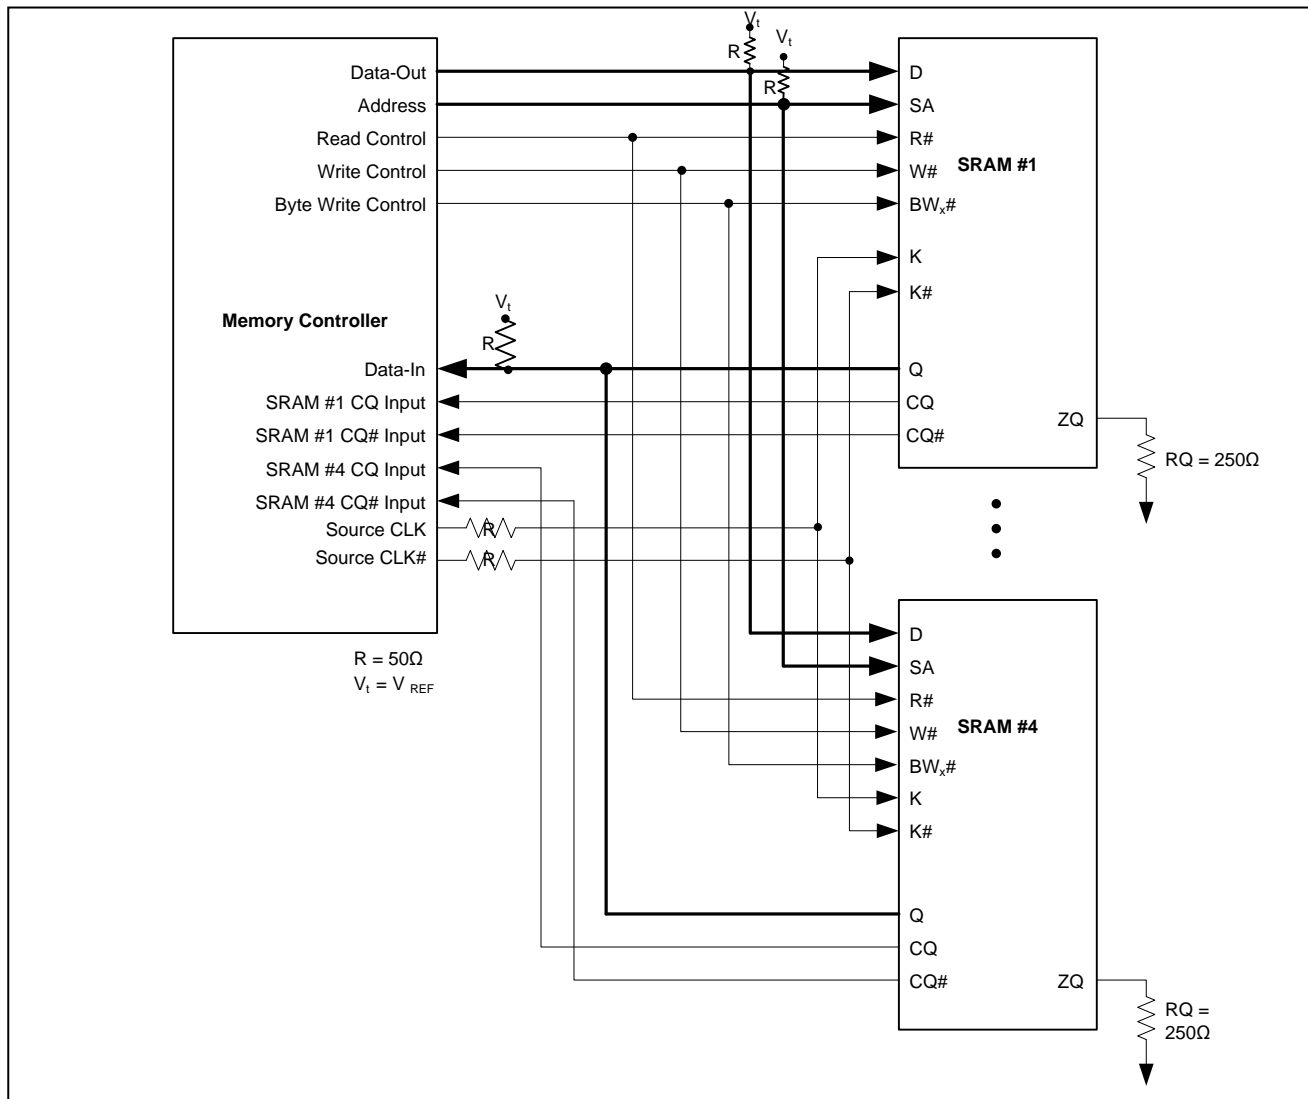 Vt
Vt
R
R
Data-Out
Address
Read Control
Write Control
Byte Write Control
Memory Controller
Vt
R
Data-In
SRAM #1 CQ Input
SRAM #1 CQ# Input
SRAM #4 CQ Input
SRAM #4 CQ# Input
Source CLK
R
Source CLK#
R
R = 50Ω
Vt = V REF
D
SA
R#
W#
SRAM #1
BWx#
K
K#
Q
CQ
CQ#
ZQ
RQ = 250Ω
D
SA
R#
W#
SRAM #4
BWx#
K
K#
Q
CQ
CQ#
ZQ
RQ =
250Ω